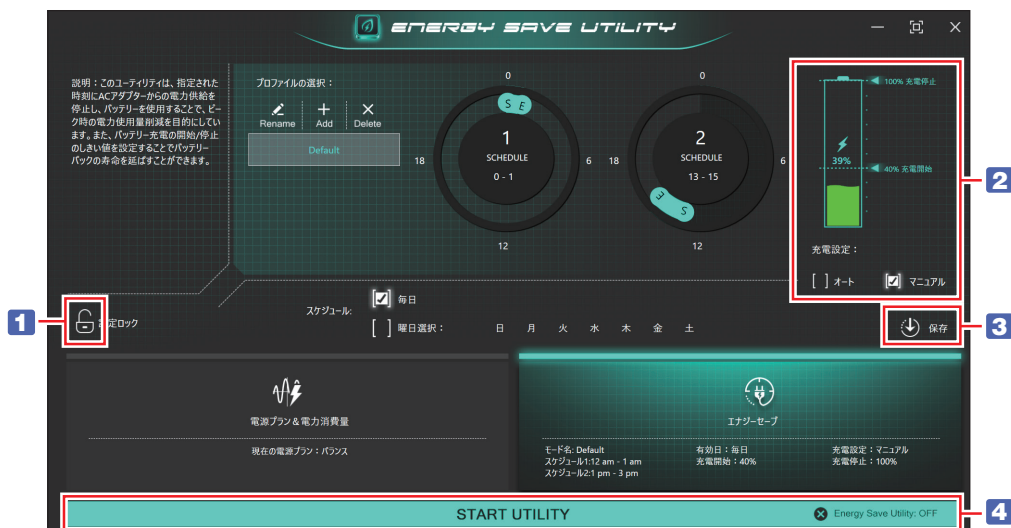 ENERGY SAVE UTILITY
説明：このユーティリティは、指定された
時刻にACアダプターからの電力供給を
停止し、バッテリーを使用することで、ピー
ク時の電力使用量削減を目的にしてい
ます。また、バッテリー充電の開始/停止
のしきい値を設定することでバッテリー
パックの寿命を延ばすことができます。
プロファイルの選択：
Rename Add Delete
Default
0
S E
1
SCHEDULE
0 - 1
18
6
12
0
2
SCHEDULE
13 - 15
18
6
E S
12
100% 充電停止
39%
40% 充電開始
充電設定：
[ ] オート
マニュアル
2
1
定ロック
スケジュール:
毎日
[ ] 曜日選択：
日 月 火 水 木 金 土
保存
3
電源プラン＆電力消費量
現在の電源プラン：バランス
エナジーセーブ
モード名: Default
スケジュール1:12 am - 1 am
スケジュール2:1 pm - 3 pm
有効日：毎日
充電開始：40%
充電設定：マニュアル
充電停止：100%
START UTILITY
Energy Save Utility: OFF
4